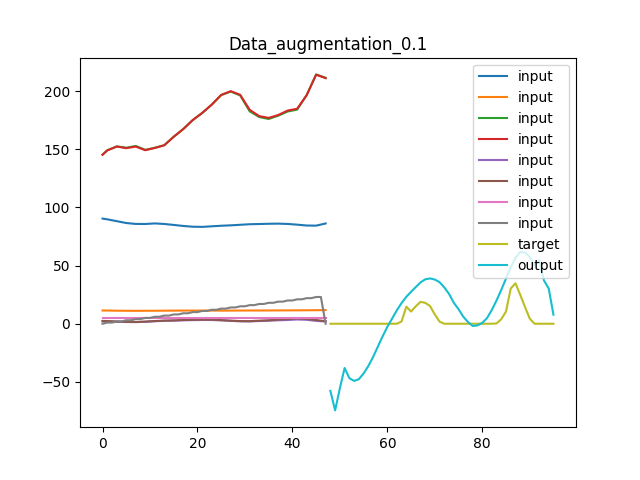 Data_augmentation_0.1
input
input
input
input
input
input
input
input
target
output
200
150
100
50
0
−50
0
20
40
60
80